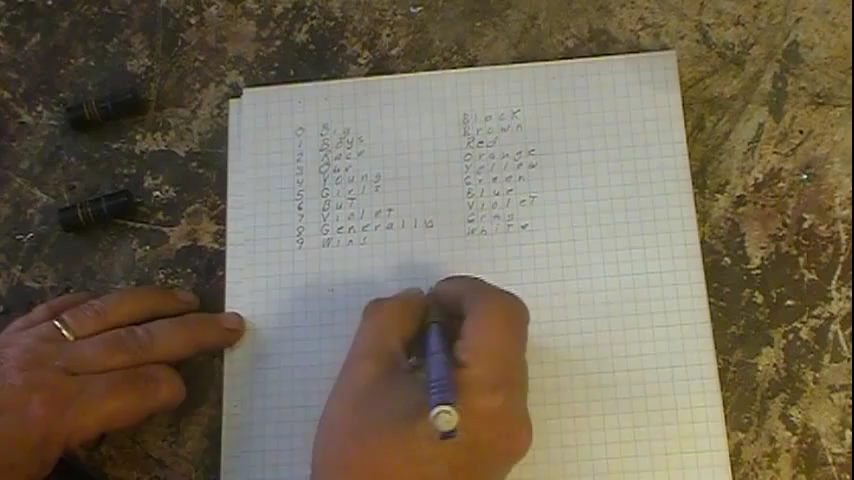 0 Big Black
1 Boys Brown
2 Race Red
3 Our Orange
4 Young Yellow
5 Girls Green
6 But Blue
7 Violet Violet
8 Generally Gray
9 Wins White